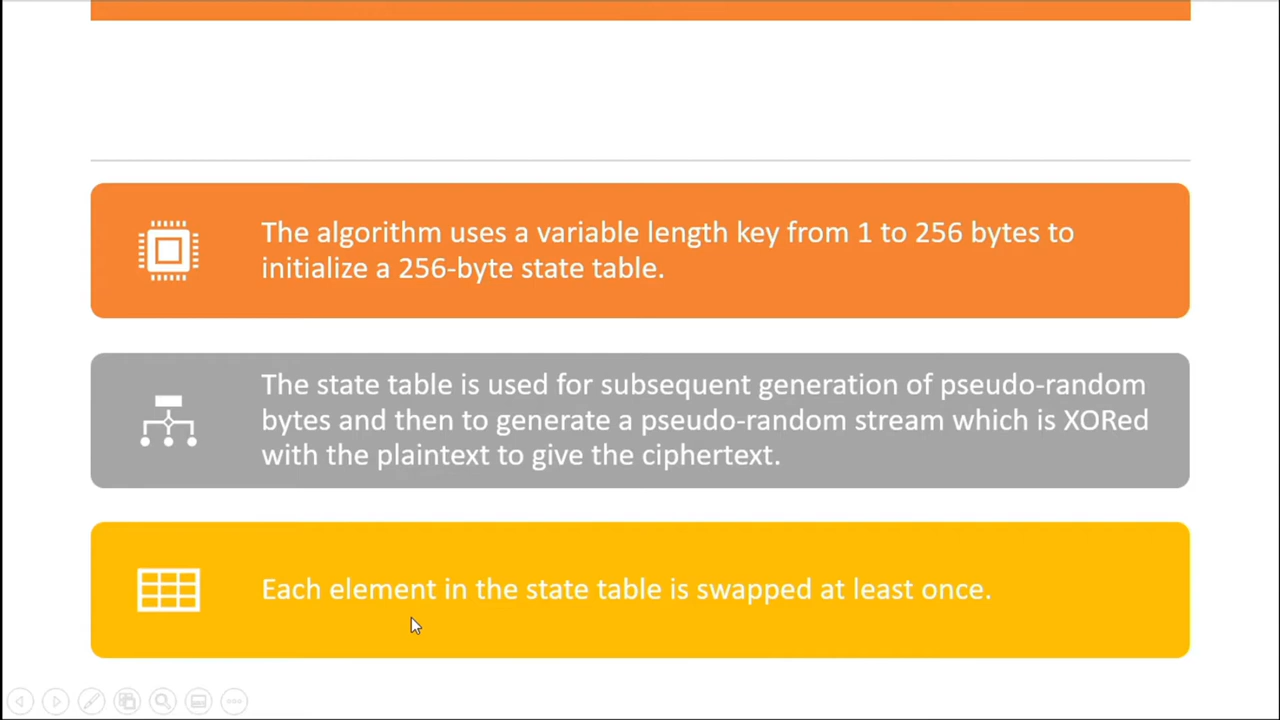 The algorithm uses a variable length key from 1 to 256 bytes to
initialize a 256-byte state table.
The state table is used for subsequent generation of pseudo-random
bytes and then to generate a pseudo-random stream which is XORed
with the plaintext to give the ciphertext.
Each element in the state table is swapped at least once.